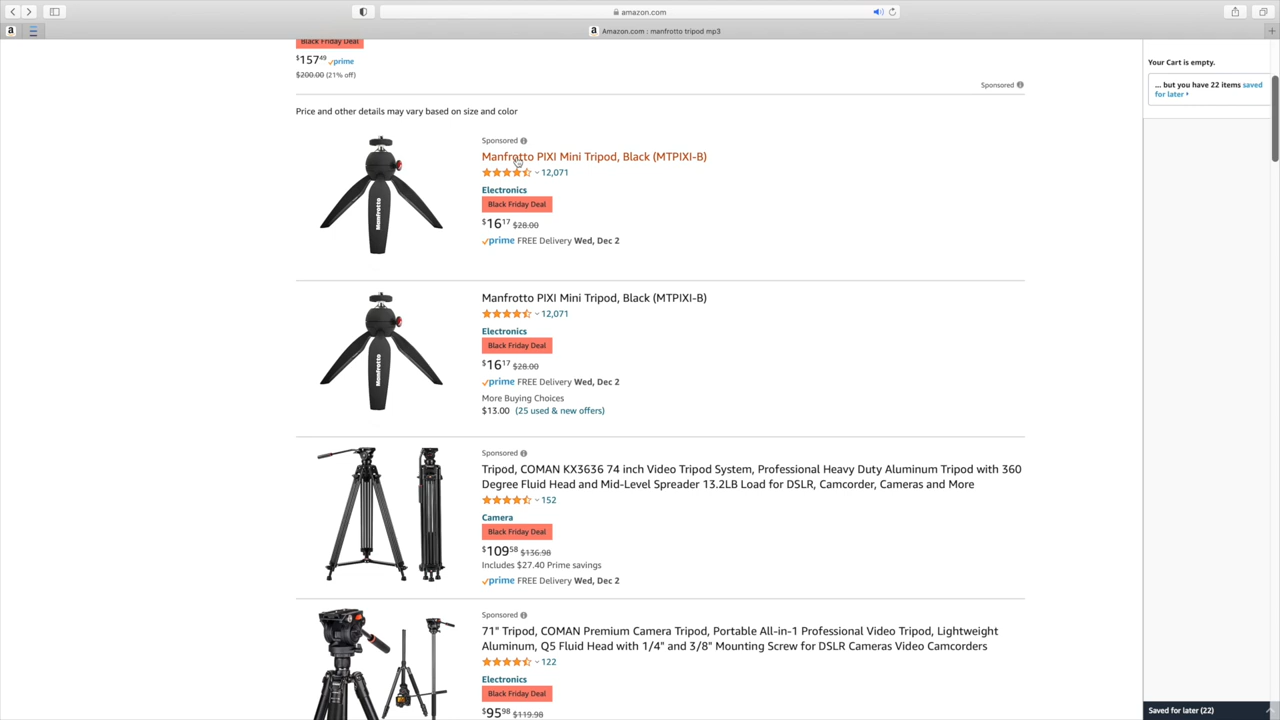 amazon.com
Amazon.com : manfrotto tripod mp3
Black Friday Deal
$157.49 prime
$200.00 (21% off)
Sponsored
Price and other details may vary based on size and color
Sponsored
Manfrotto PIXI Mini Tripod, Black (MTPIXI-B)
12,071
Electronics
Black Friday Deal
$16.17 $28.00
prime FREE Delivery Wed, Dec 2
Manfrotto
Manfrotto PIXI Mini Tripod, Black (MTPIXI-B)
12,071
Electronics
Black Friday Deal
$16.17 $28.00
prime FREE Delivery Wed, Dec 2
More Buying Choices
$13.00 (25 used & new offers)
Manfrotto
Sponsored
Tripod, COMAN KX3636 74 inch Video Tripod System, Professional Heavy Duty Aluminum Tripod with 360
Degree Fluid Head and Mid-Level Spreader 13.2LB Load for DSLR, Camcorder, Cameras and More
152
Camera
Black Friday Deal
$109.58 $136.98
Includes $27.40 Prime savings
prime FREE Delivery Wed, Dec 2
Sponsored
71" Tripod, COMAN Premium Camera Tripod, Portable All-in-1 Professional Video Tripod, Lightweight
Aluminum, Q5 Fluid Head with 1/4" and 3/8" Mounting Screw for DSLR Cameras Video Camcorders
122
Electronics
Black Friday Deal
$95.98 $119.98
Your Cart is empty.
... but you have 22 items saved
for later
Saved for later (22)